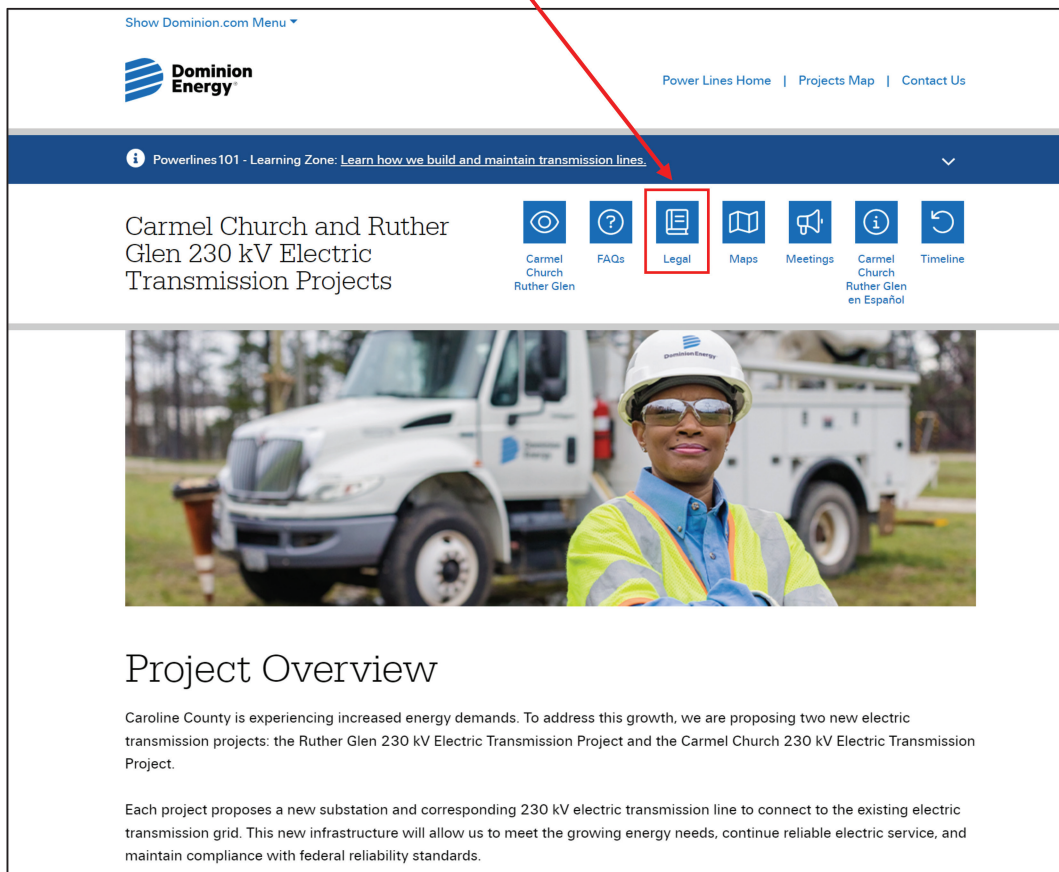 Show Dominion.com Menu
Dominion
Energy®
Power Lines Home | Projects Map | Contact Us
Powerlines101 - Learning Zone: Learn how we build and maintain transmission lines.
Carmel Church and Ruther
Glen 230 kV Electric
Transmission Projects
Carmel
Church
Ruther Glen
FAQs
Legal
Maps
Meetings
Carmel
Church
Ruther Glen
en Español
Timeline
Dominion Energy
Dominion
Energy
Project Overview
Caroline County is experiencing increased energy demands. To address this growth, we are proposing two new electric
transmission projects: the Ruther Glen 230 kV Electric Transmission Project and the Carmel Church 230 kV Electric Transmission
Project.
Each project proposes a new substation and corresponding 230 kV electric transmission line to connect to the existing electric
transmission grid. This new infrastructure will allow us to meet the growing energy needs, continue reliable electric service, and
maintain compliance with federal reliability standards.